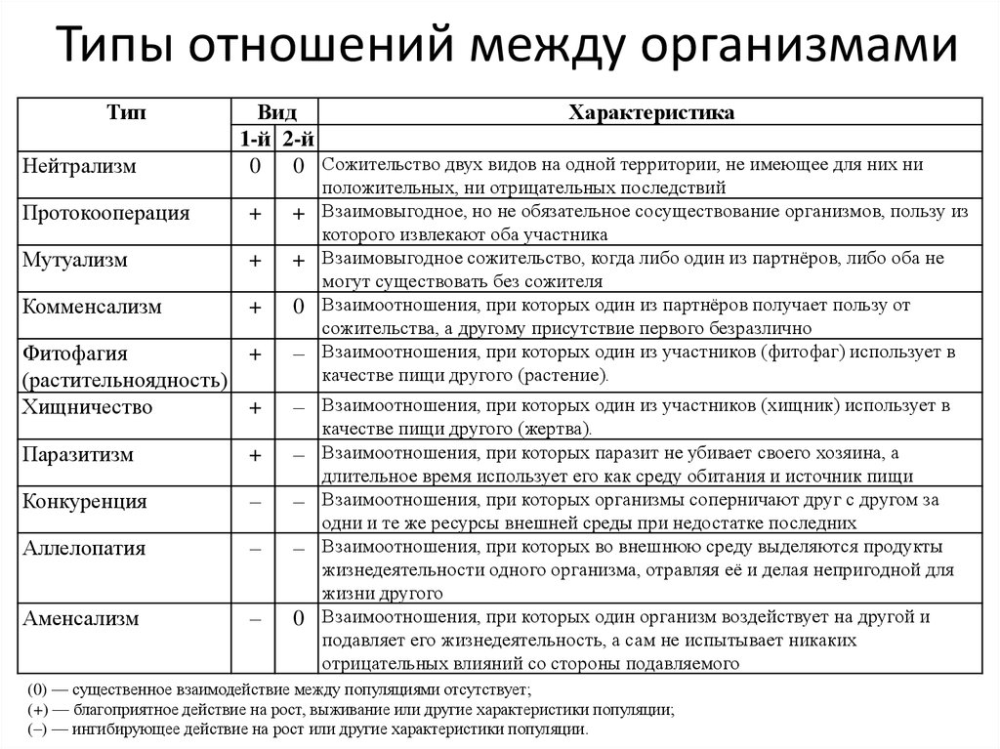 Типы отношений между организмами
Тип Вид Характеристика
1-й 2-й
Нейтрализм 0 0 Сожительство двух видов на одной территории, не имеющее для них ни
положительных, ни отрицательных последствий
Протокооперация + + Взаимовыгодное, но не обязательное сосуществование организмов, пользу из
которого извлекают оба участника
Мутуализм + + Взаимовыгодное сожительство, когда либо один из партнёров, либо оба не
могут существовать без сожителя
Комменсализм + 0 Взаимоотношения, при которых один из партнёров получает пользу от
сожительства, а другому присутствие первого безразлично
Фитофагия + – Взаимоотношения, при которых один из участников (фитофаг) использует в
(растительноядность) качестве пищи другого (растение).
Хищничество + – Взаимоотношения, при которых один из участников (хищник) использует в
качестве пищи другого (жертва).
Паразитизм + – Взаимоотношения, при которых паразит не убивает своего хозяина, а
длительное время использует его как среду обитания и источник пищи
Конкуренция – – Взаимоотношения, при которых организмы соперничают друг с другом за
одни и те же ресурсы внешней среды при недостатке последних
Аллелопатия – – Взаимоотношения, при которых во внешнюю среду выделяются продукты
жизнедеятельности одного организма, отравляя её и делая непригодной для
жизни другого
Аменсализм – 0 Взаимоотношения, при которых один организм воздействует на другой и
подавляет его жизнедеятельность, а сам не испытывает никаких
отрицательных влияний со стороны подавляемого
(0) — существенное взаимодействие между популяциями отсутствует;
(+) — благоприятное действие на рост, выживание или другие характеристики популяции;
(–) — ингибирующее действие на рост или другие характеристики популяции.